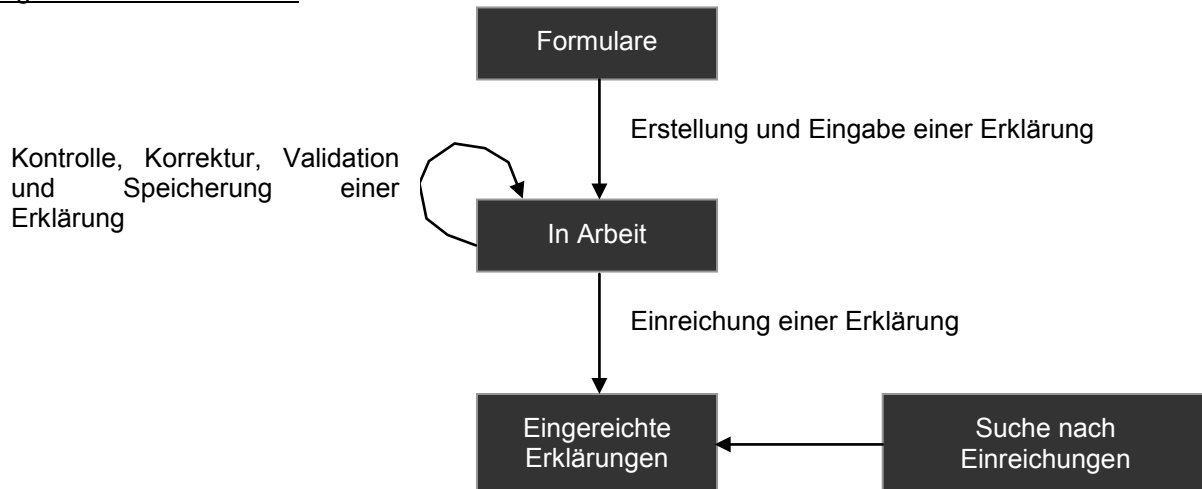 Formulare
Erstellung und Eingabe einer Erklärung
Kontrolle, Korrektur, Validation
und Speicherung einer
Erklärung
In Arbeit
Einreichung einer Erklärung
Eingereichte
Erklärungen
Suche nach
Einreichungen